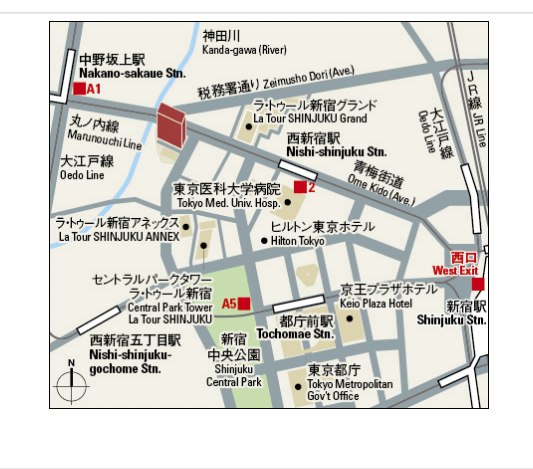 神田川
Kanda-gawa (River)
中野坂上駅
Nakano-sakaue Stn.
A1
税務署通り Zeimusho Dori (Ave.)
JR線 JR Line
ラ・トゥール新宿グランド
La Tour SHINJUKU Grand
大江戸線
Oedo Line
丸ノ内線
Marunouchi Line
西新宿駅
Nishi-shinjuku Stn.
大江戸線
Oedo Line
青梅街道
Ome Kido (Ave.)
東京医科大学病院
Tokyo Med. Univ. Hosp.
2
ラ・トゥール新宿アネックス
La Tour SHINJUKU ANNEX
ヒルトン東京ホテル
Hilton Tokyo
西口
West Exit
セントラルパークタワー
ラ・トゥール新宿
Central Park Tower
La Tour SHINJUKU
A5
京王プラザホテル
Keio Plaza Hotel
新宿駅
Shinjuku Stn.
都庁前駅
Tochomae Stn.
西新宿五丁目駅
Nishi-shinjuku-
gochome Stn.
新宿
中央公園
Shinjuku
Central Park
東京都庁
Tokyo Metropolitan
Gov't Office
N